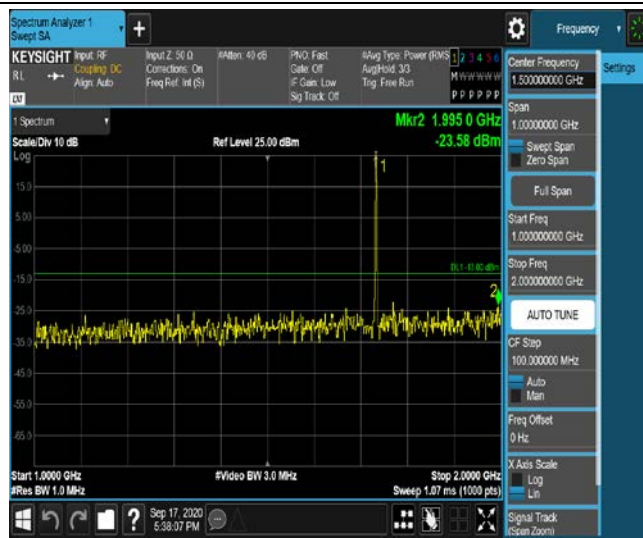 Spectrum Analyzer 1
Swept SA
+
Frequency
KEYSIGHT
RL
Input: RF
Coupling: DC
Align: Auto
Input Z: 50 Ω
Corrections: On
Freq Ref: Int (S)
#Atten: 40 dB
PNO: Fast
Gate: Off
IF Gain: Low
Sig Track: Off
#Avg Type: Power (RMS
Avg|Hold: 3/3
Trig: Free Run
1 2 3 4 5 6
M W W W W W
P P P P P P
1 Spectrum
Scale/Div 10 dB
Ref Level 25.00 dBm
Mkr2 1.995 0 GHz
-23.58 dBm
Log
15.0
5.00
-5.00
-15.0
-25.0
-35.0
-45.0
-55.0
-65.0
1
DL1 -13.00 dBm
2
Start 1.0000 GHz
#Res BW 1.0 MHz
#Video BW 3.0 MHz
Stop 2.0000 GHz
Sweep 1.07 ms (1000 pts)
Center Frequency
1.500000000 GHz
Settings
Span
1.00000000 GHz
Swept Span
Zero Span
Full Span
Start Freq
1.000000000 GHz
Stop Freq
2.000000000 GHz
AUTO TUNE
CF Step
100.000000 MHz
Auto
Man
Freq Offset
0 Hz
X Axis Scale
Log
Lin
Signal Track
(Span Zoom)
?
Sep 17, 2020
5:38:07 PM